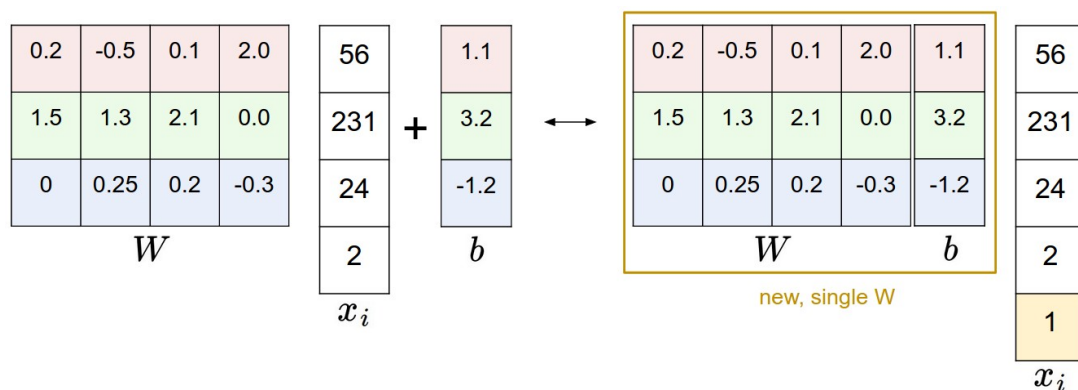 0.2 -0.5 0.1 2.0 56 1.1 0.2 -0.5 0.1 2.0 1.1 56
1.5 1.3 2.1 0.0 231 + 3.2 ↔ 1.5 1.3 2.1 0.0 3.2 231
0 0.25 0.2 -0.3 24 -1.2 0 0.25 0.2 -0.3 -1.2 24
W 2 b W b 2
x_i new, single W 1
x_i